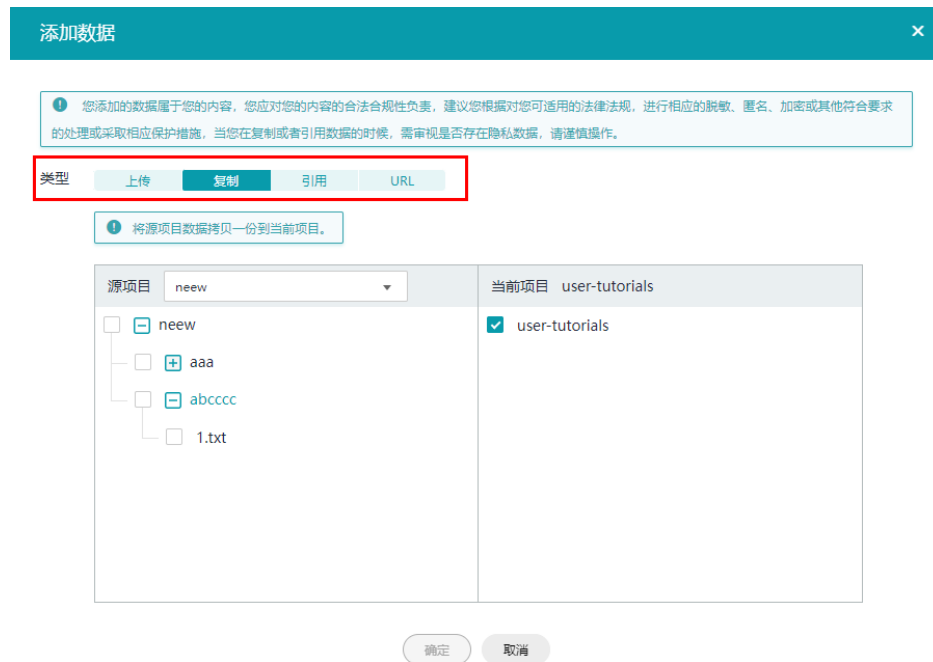 添加数据
您添加的数据属于您的内容，您应对您的内容的合法合规性负责，建议您根据对您可适用的法律法规，进行相应的脱敏、匿名、加密或其他符合要求
的处理或采取相应保护措施，当您在复制或者引用数据的时候，需审视是否存在隐私数据，请谨慎操作。
类型 上传 复制 引用 URL
将源项目数据拷贝一份到当前项目。
源项目 neew 当前项目 user-tutorials
neew user-tutorials
aaa
abcccc
1.txt
确定 取消